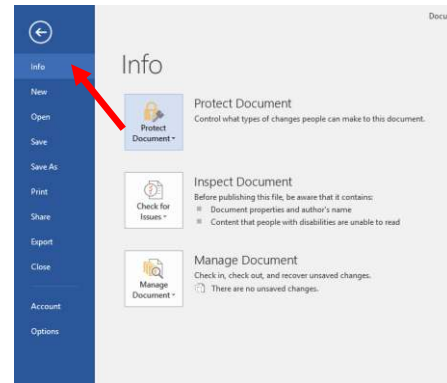 Docu
Info
New
Open
Save
Save As
Print
Share
Export
Close
Account
Options
Info
Protect
Document
Protect Document
Control what types of changes people can make to this document.
Check for
Issues
Inspect Document
Before publishing this file, be aware that it contains:
Document properties and author's name
Content that people with disabilities are unable to read
Manage
Document
Manage Document
Check in, check out, and recover unsaved changes.
There are no unsaved changes.